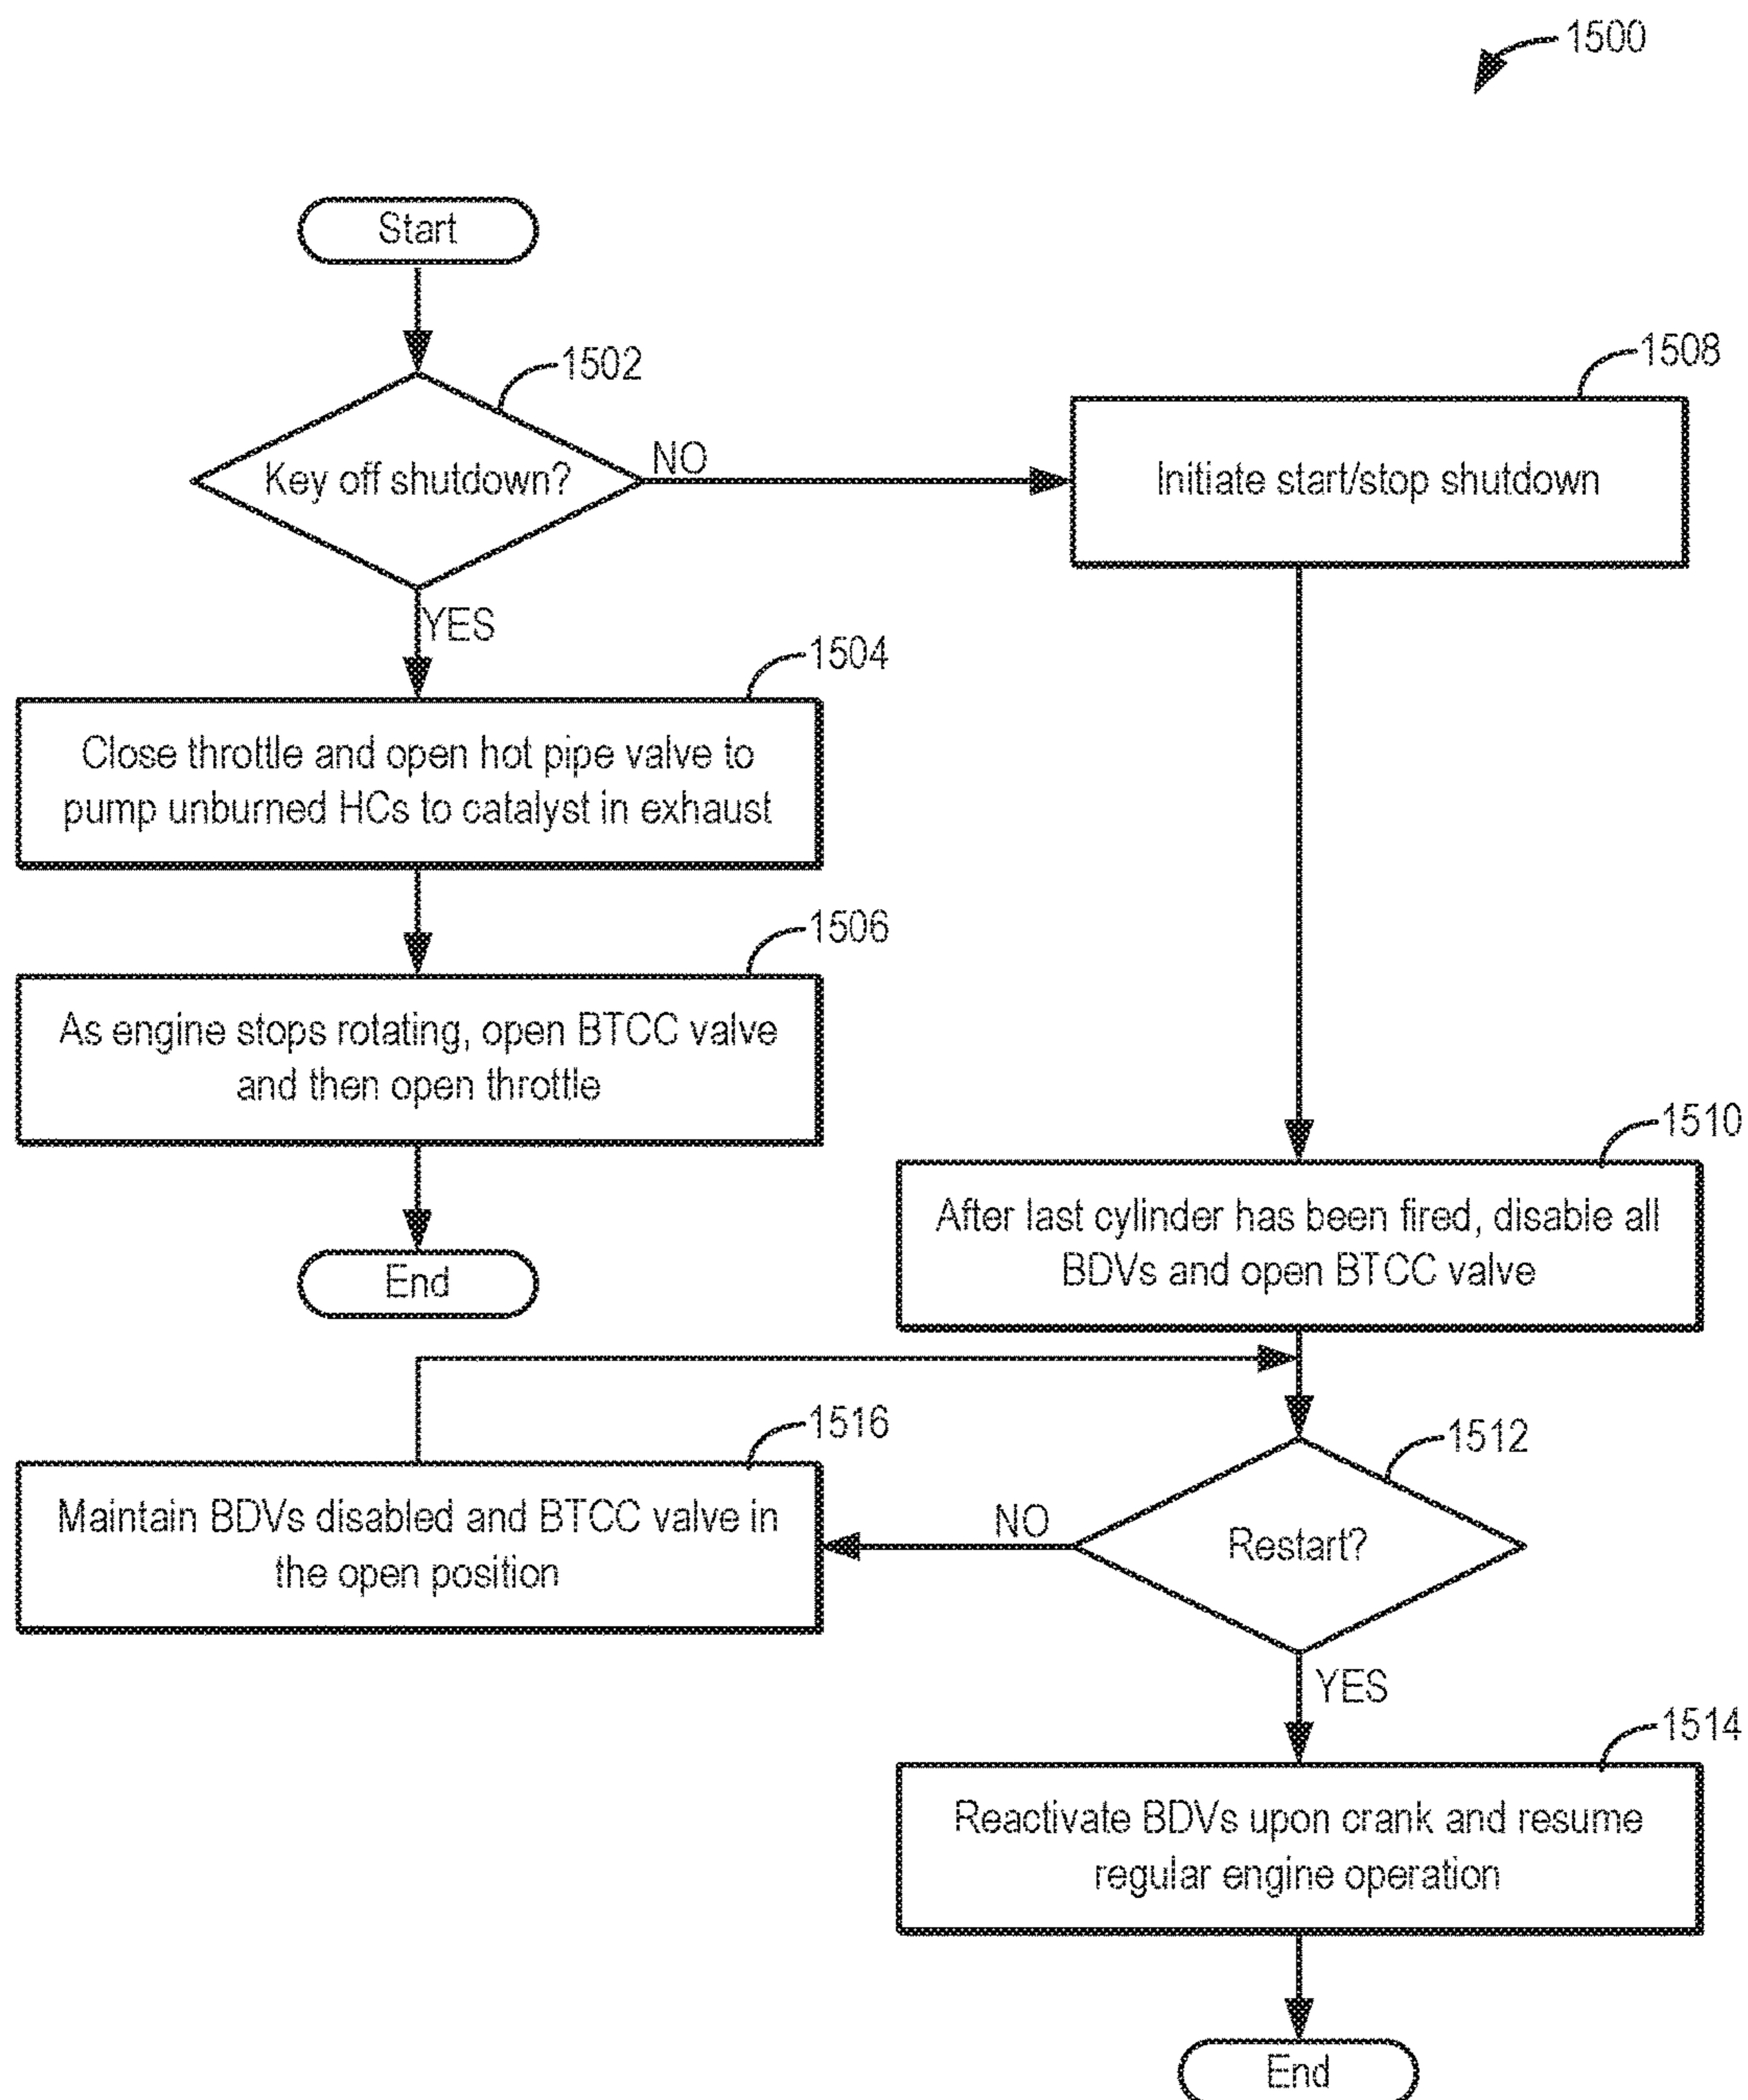 1500
Start
1502
Key off shutdown?
NO
YES
1508
Initiate start/stop shutdown
1504
Close throttle and open hot pipe valve to
pump unburned HCs to catalyst in exhaust
1506
As engine stops rotating, open BTCC valve
and then open throttle
End
1510
After last cylinder has been fired, disable all
BDVs and open BTCC valve
1516
Maintain BDVs disabled and BTCC valve in
the open position
1512
Restart?
NO
YES
1514
Reactivate BDVs upon crank and resume
regular engine operation
End